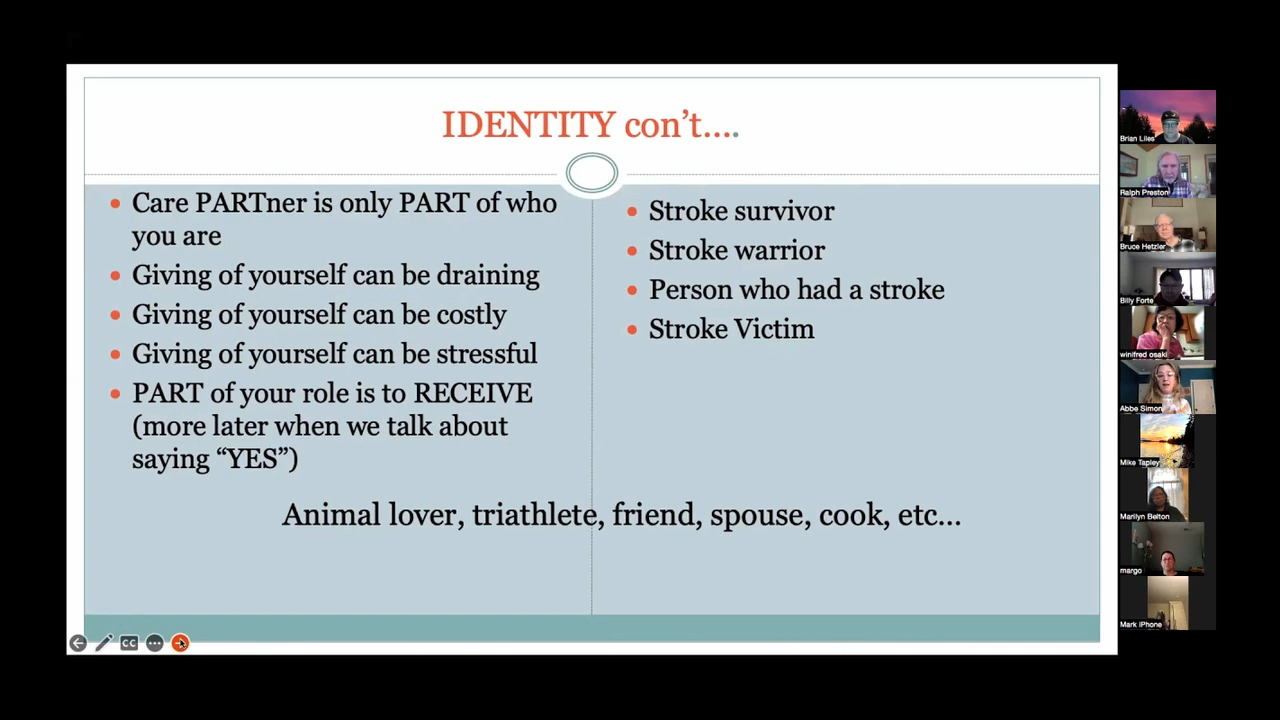 IDENTITY con't....
Care PARTner is only PART of who
you are
Giving of yourself can be draining
Giving of yourself can be costly
Giving of yourself can be stressful
PART of your role is to RECEIVE
(more later when we talk about
saying “YES”)
Stroke survivor
Stroke warrior
Person who had a stroke
Stroke Victim
Animal lover, triathlete, friend, spouse, cook, etc...
CC
Brian Liles
Ralph Preston
Bruce Hetzler
Billy Forte
winifred osaki
Abbe Simon
Mike Tapley
Marilyn Belton
margo
Mark iPhone